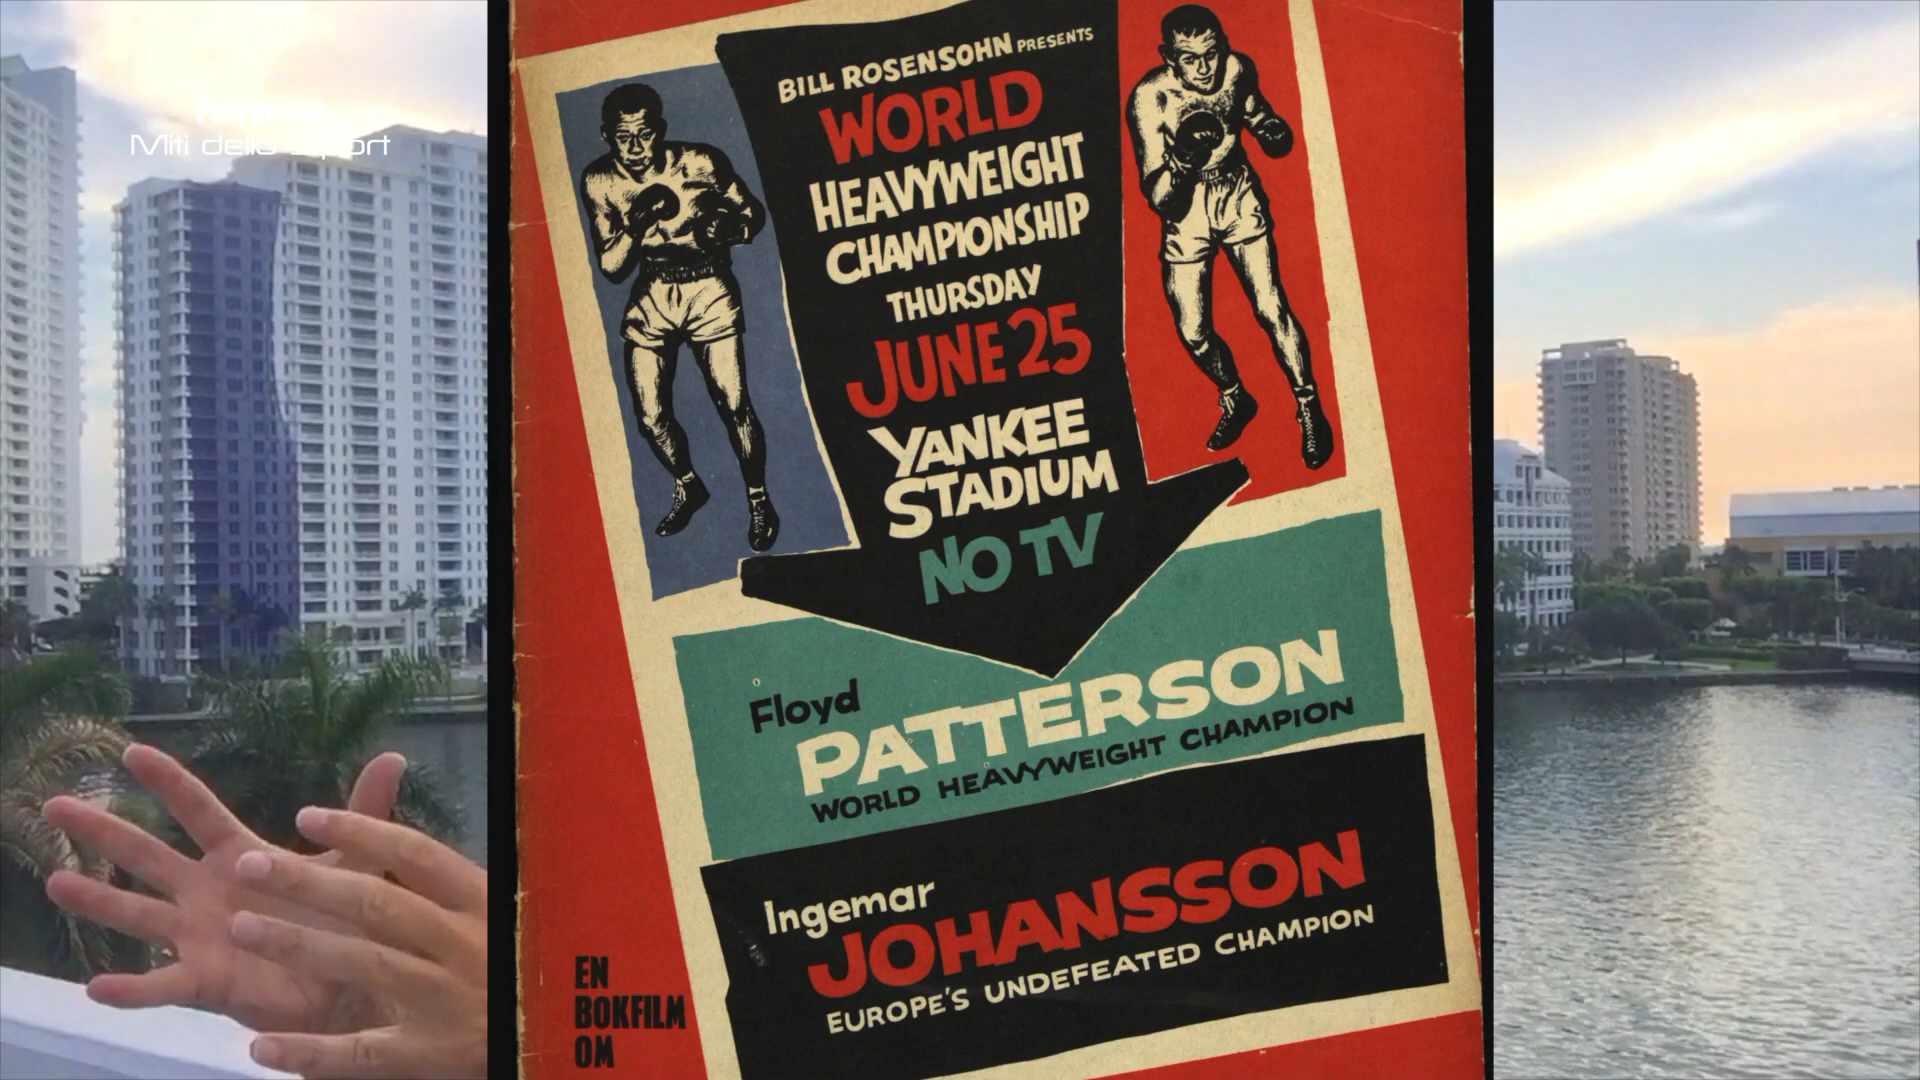 format
Miti dello sport
BILL ROSENSOHN PRESENTS
WORLD
HEAVYWEIGHT
CHAMPIONSHIP
THURSDAY
JUNE 25
YANKEE
STADIUM
NO TV
Floyd
PATTERSON
WORLD HEAVYWEIGHT CHAMPION
Ingemar
JOHANSSON
EUROPE'S UNDEFEATED CHAMPION
EN
BOKFILM
OM